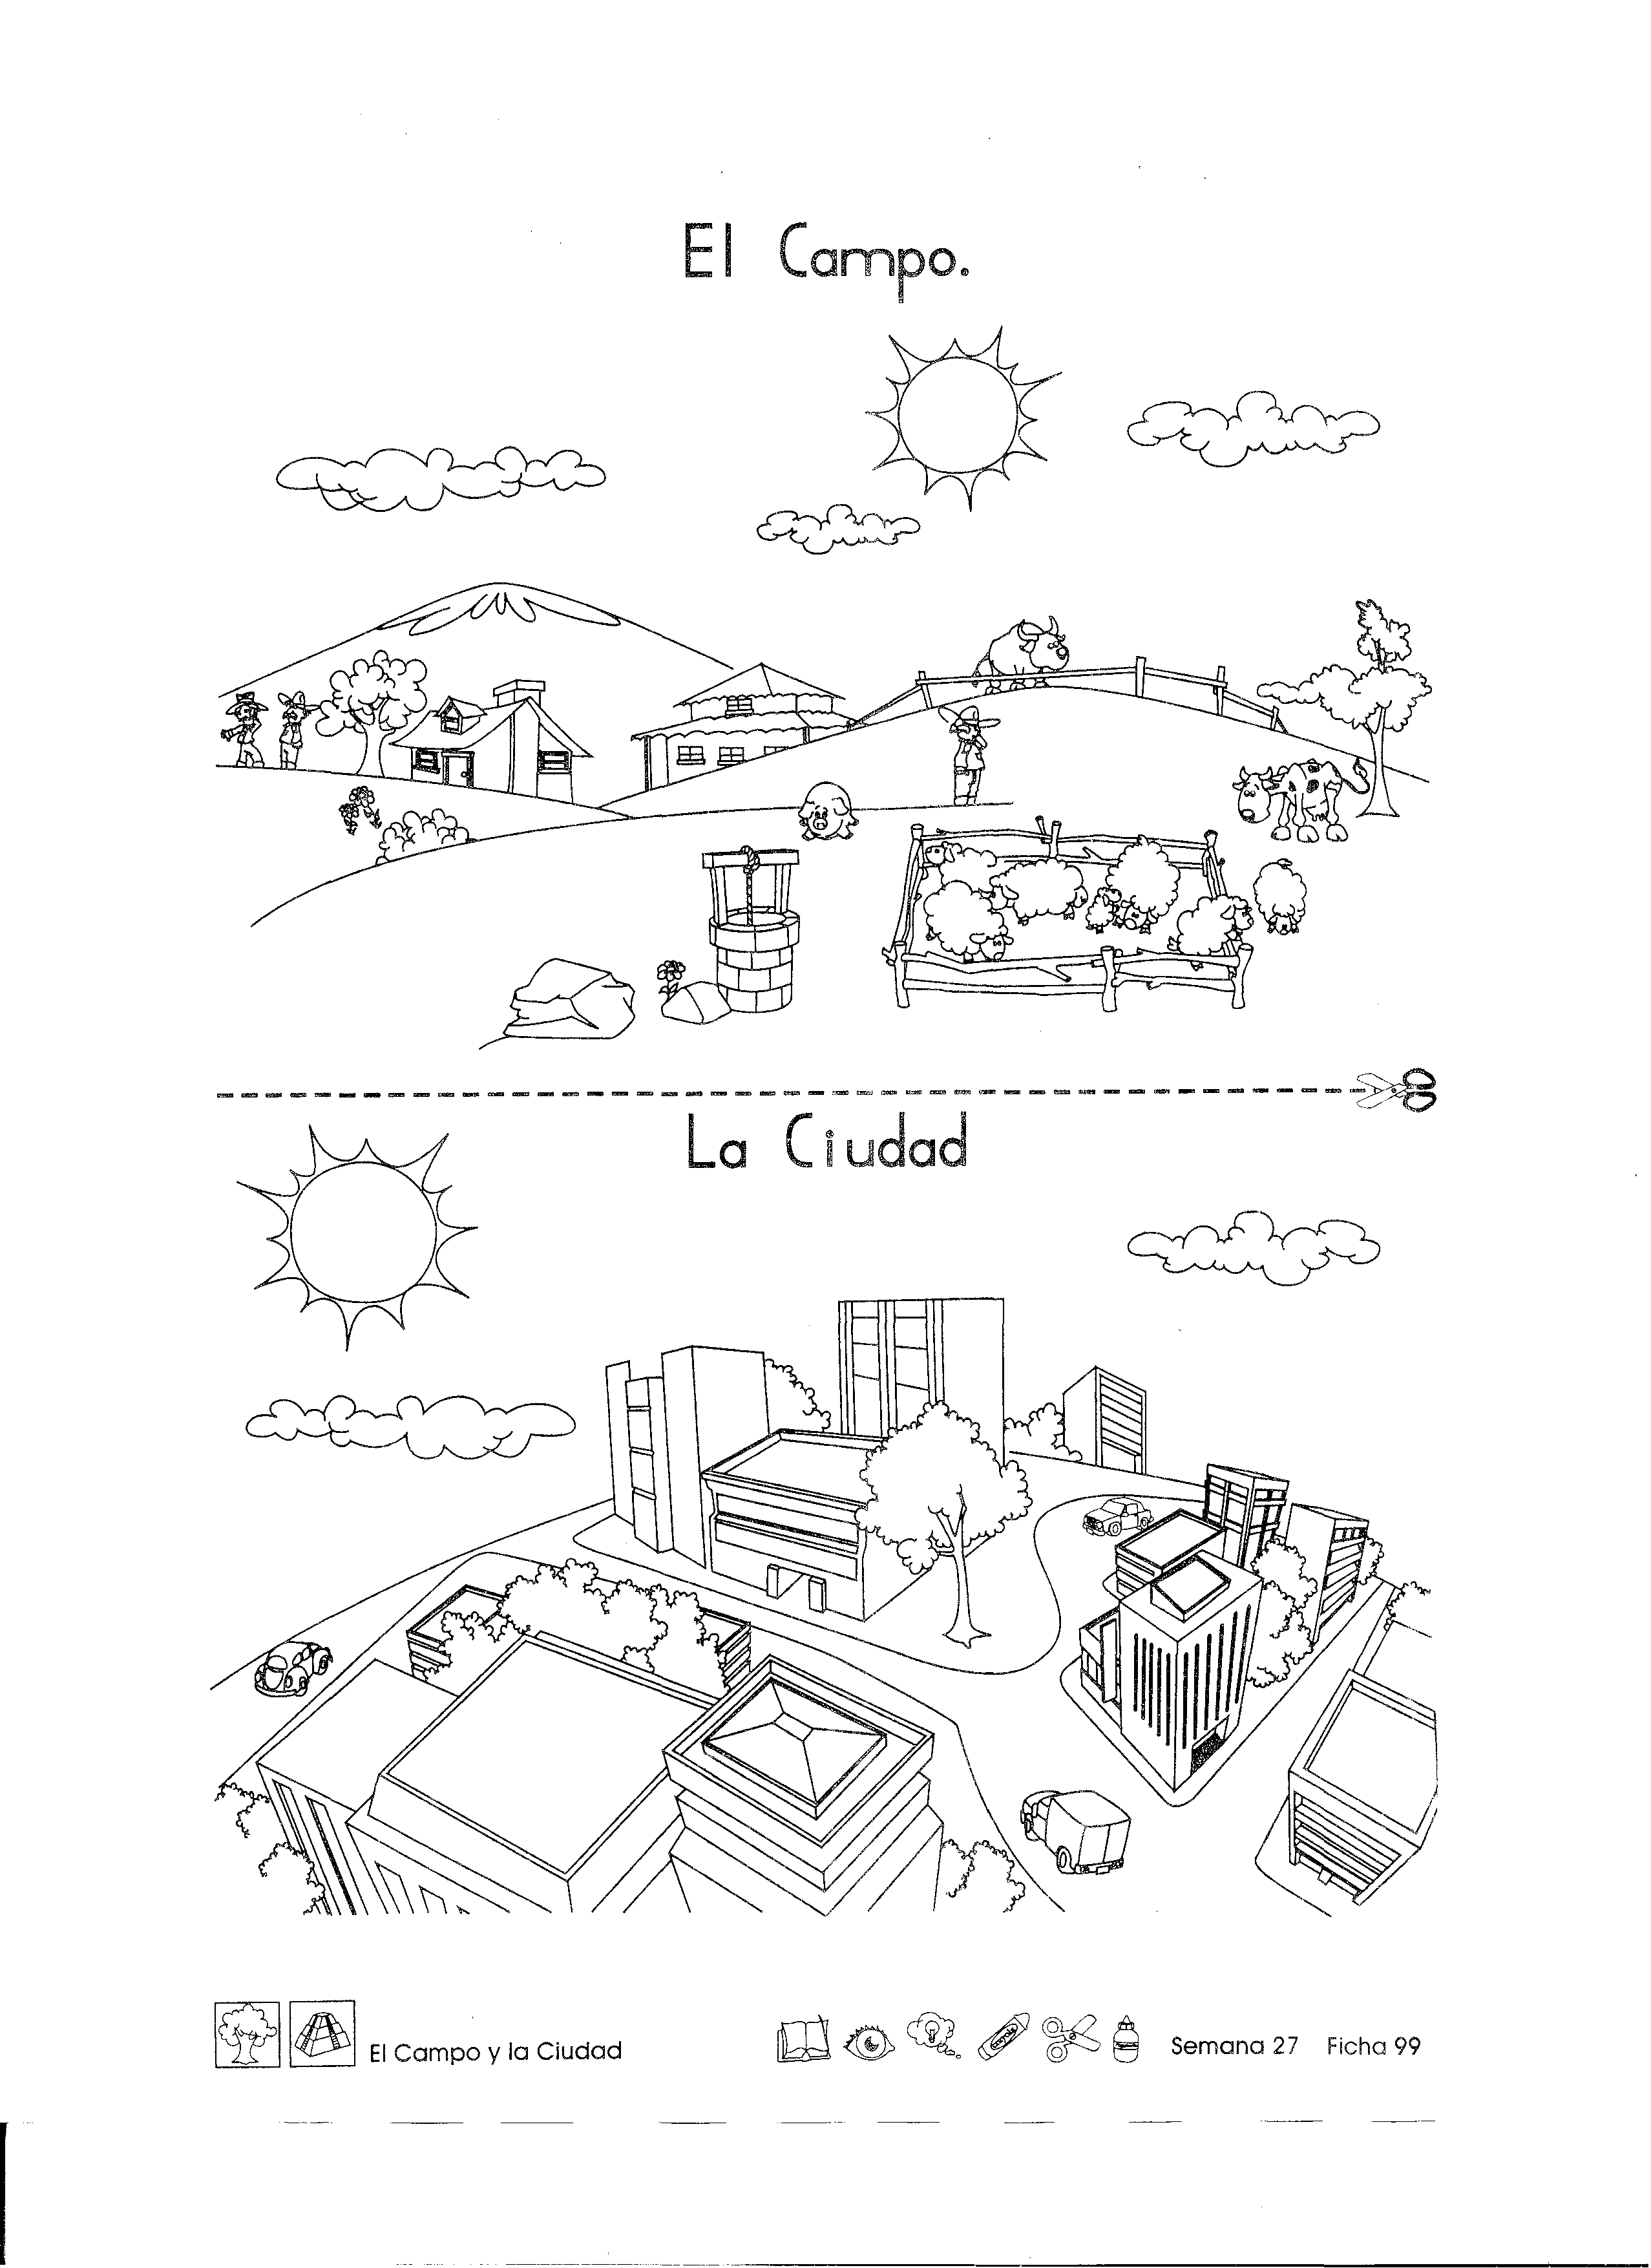 El Campo.
La Ciudad
El Campo y la Ciudad
Semana 27 Ficha 99